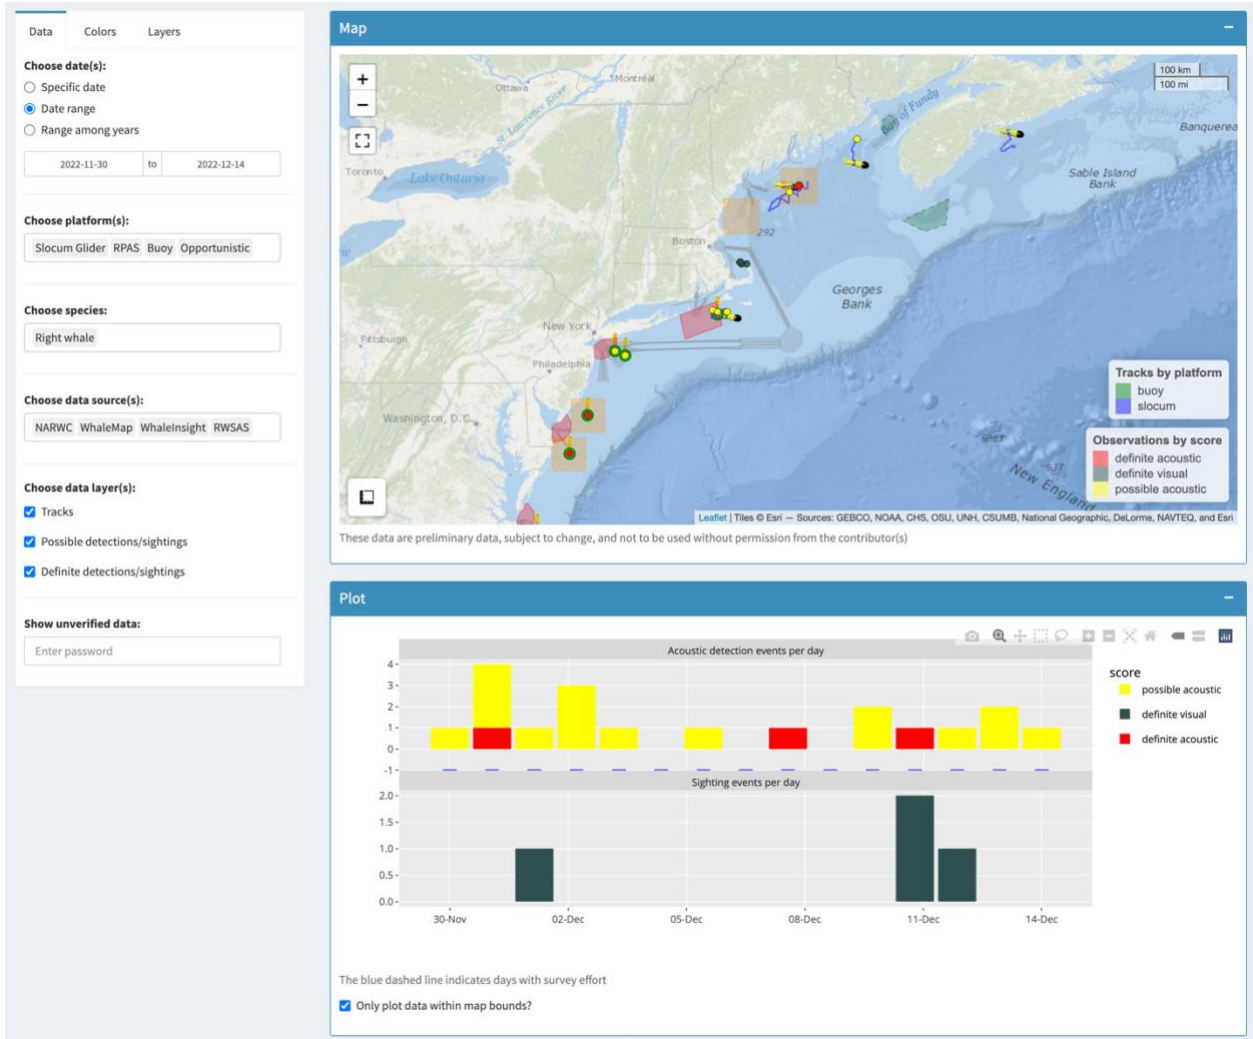 Data Colors Layers
Choose date(s):
Specific date
Date range
Range among years
2022-11-30 to 2022-12-14
Choose platform(s):
Slocum Glider RPAS Buoy Opportunistic
Choose species:
Right whale
Choose data source(s):
NARWC WhaleMap WhaleInsight RWSAS
Choose data layer(s):
Tracks
Possible detections/sightings
Definite detections/sightings
Show unverified data:
Enter password
Map
−
+
−
Montréal
Ottawa
St. Lawrence River
Bay of Fundy
100 km
100 mi
Banquerea
Toronto
Lake Ontario
Sable Island
Bank
292
Boston
Georges
Bank
New York
Pittsburgh
Philadelphia
Washington, D.C.
New England
Tracks by platform
buoy
slocum
Observations by score
definite acoustic
definite visual
possible acoustic
Leaflet | Tiles © Esri — Sources: GEBCO, NOAA, CHS, OSU, UNH, CSUMB, National Geographic, DeLorme, NAVTEQ, and Esri
These data are preliminary data, subject to change, and not to be used without permission from the contributor(s)
Plot
−
Acoustic detection events per day
4
3
2
1
0
-1
Sighting events per day
2.0
1.5
1.0
0.5
0.0
30-Nov 02-Dec 05-Dec 08-Dec 11-Dec 14-Dec
score
possible acoustic
definite visual
definite acoustic
The blue dashed line indicates days with survey effort
Only plot data within map bounds?